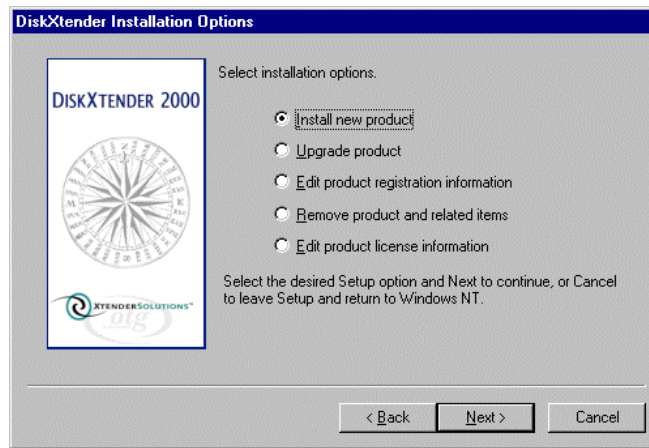 DiskXtender Installation Options
Select installation options.
DISKXTENDER 2000
Install new product
Upgrade product
Edit product registration information
Remove product and related items
Edit product license information
Select the desired Setup option and Next to continue, or Cancel
to leave Setup and return to Windows NT.
XTENDERSOLUTIONS™
otg
< Back
Next >
Cancel